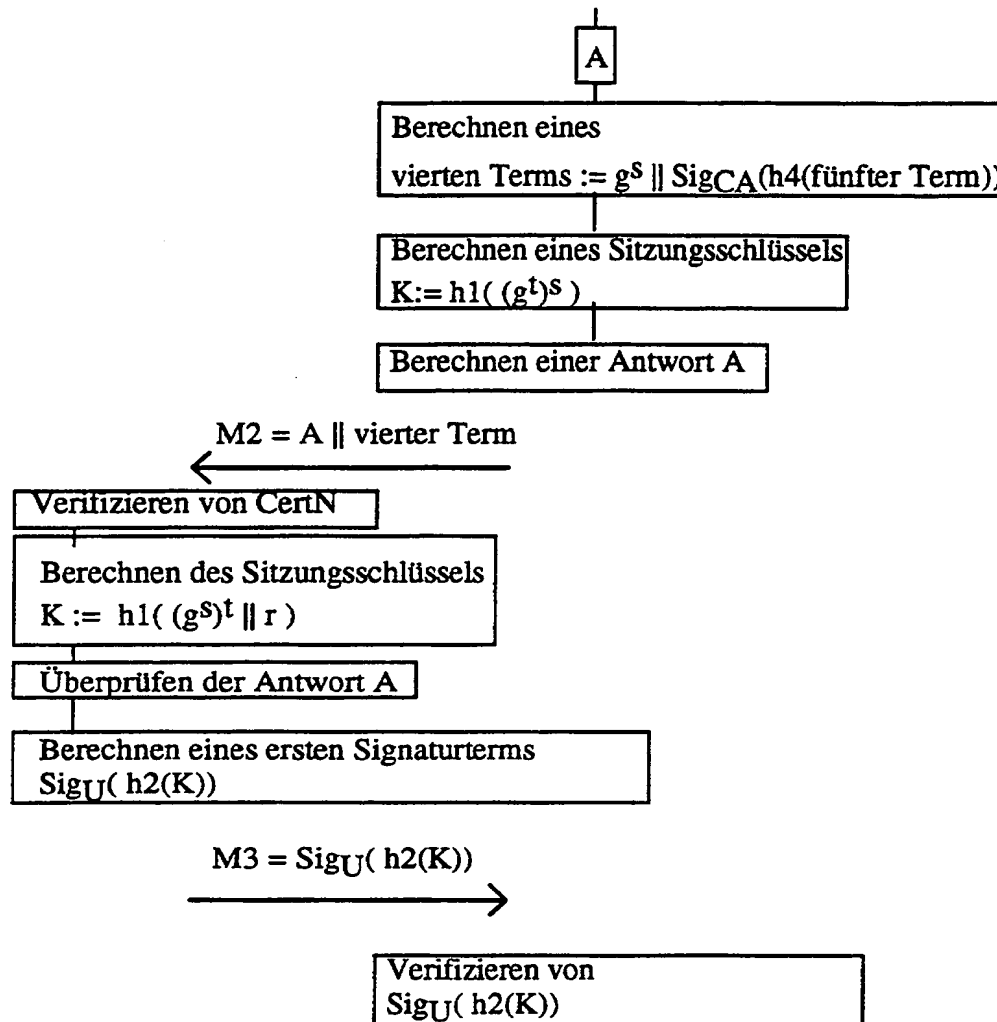 A
Berechnen eines
vierten Terms := g^s || Sig_CA(h4(fünfter Term))
Berechnen eines Sitzungsschlüssels
K:= h1( (g^t)^s )
Berechnen einer Antwort A
M2 = A || vierter Term
Verifizieren von CertN
Berechnen des Sitzungsschlüssels
K := h1( (g^s)^t || r )
Überprüfen der Antwort A
Berechnen eines ersten Signaturterms
Sig_U( h2(K))
M3 = Sig_U( h2(K))
Verifizieren von
Sig_U( h2(K))